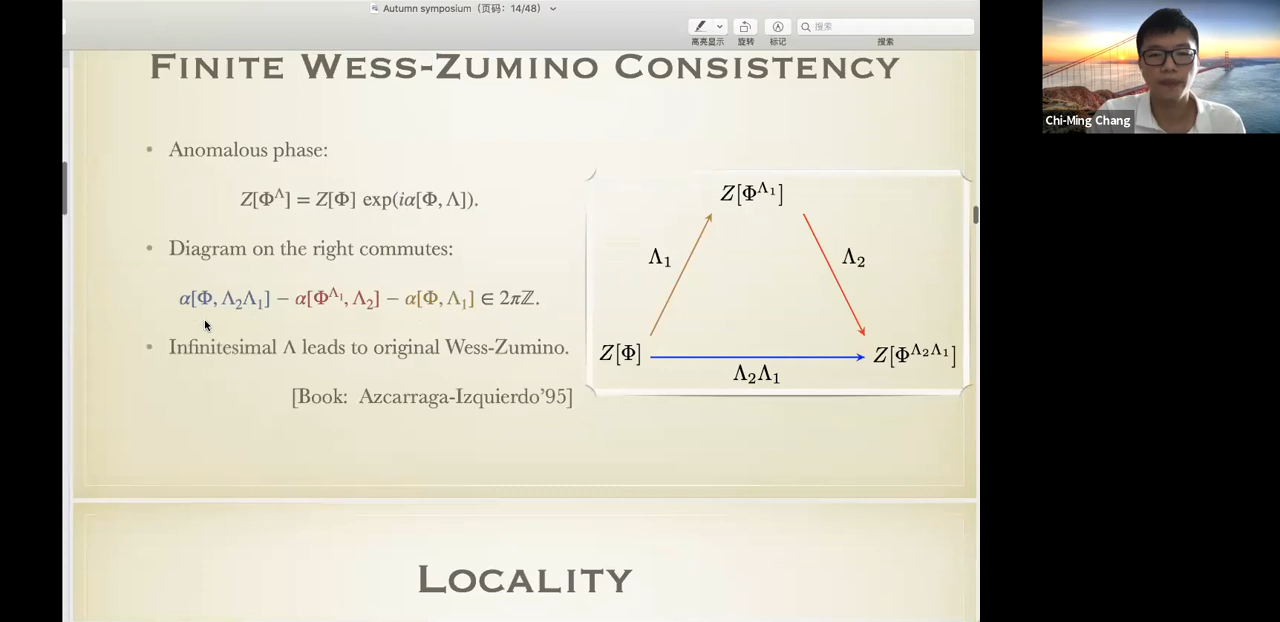 Autumn symposium (页码：14/48)
高亮显示
旋转
标记
搜索
搜索
FINITE WESS-ZUMINO CONSISTENCY
• Anomalous phase:
Z[Φ^Λ] = Z[Φ] exp(iα[Φ, Λ]).
• Diagram on the right commutes:
α[Φ, Λ₂Λ₁] − α[Φ^Λ₁, Λ₂] − α[Φ, Λ₁] ∈ 2πℤ.
• Infinitesimal Λ leads to original Wess-Zumino.
[Book: Azcarraga-Izquierdo'95]
Z[Φ^Λ₁]
Λ₁
Λ₂
Z[Φ]
Z[Φ^Λ₂Λ₁]
Λ₂Λ₁
LOCALITY
Chi-Ming Chang